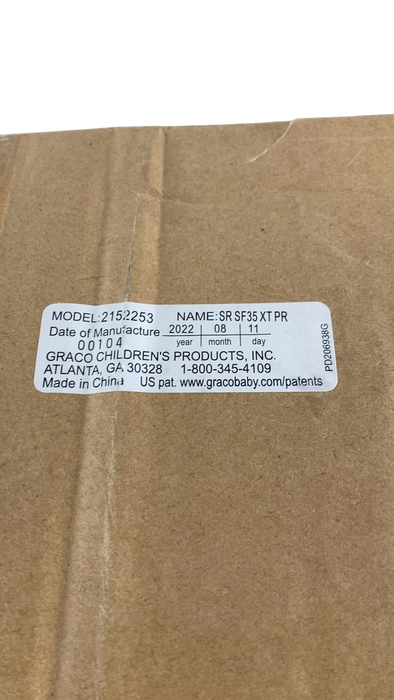 MODEL:2152253 NAME:SR SF35 XT PR
Date of Manufacture 2022 | 08 | 11
00104 year | month | day
GRACO CHILDREN'S PRODUCTS, INC.
ATLANTA, GA 30328 1-800-345-4109
Made in China US pat. www.gracobaby.com/patents
PD206938G